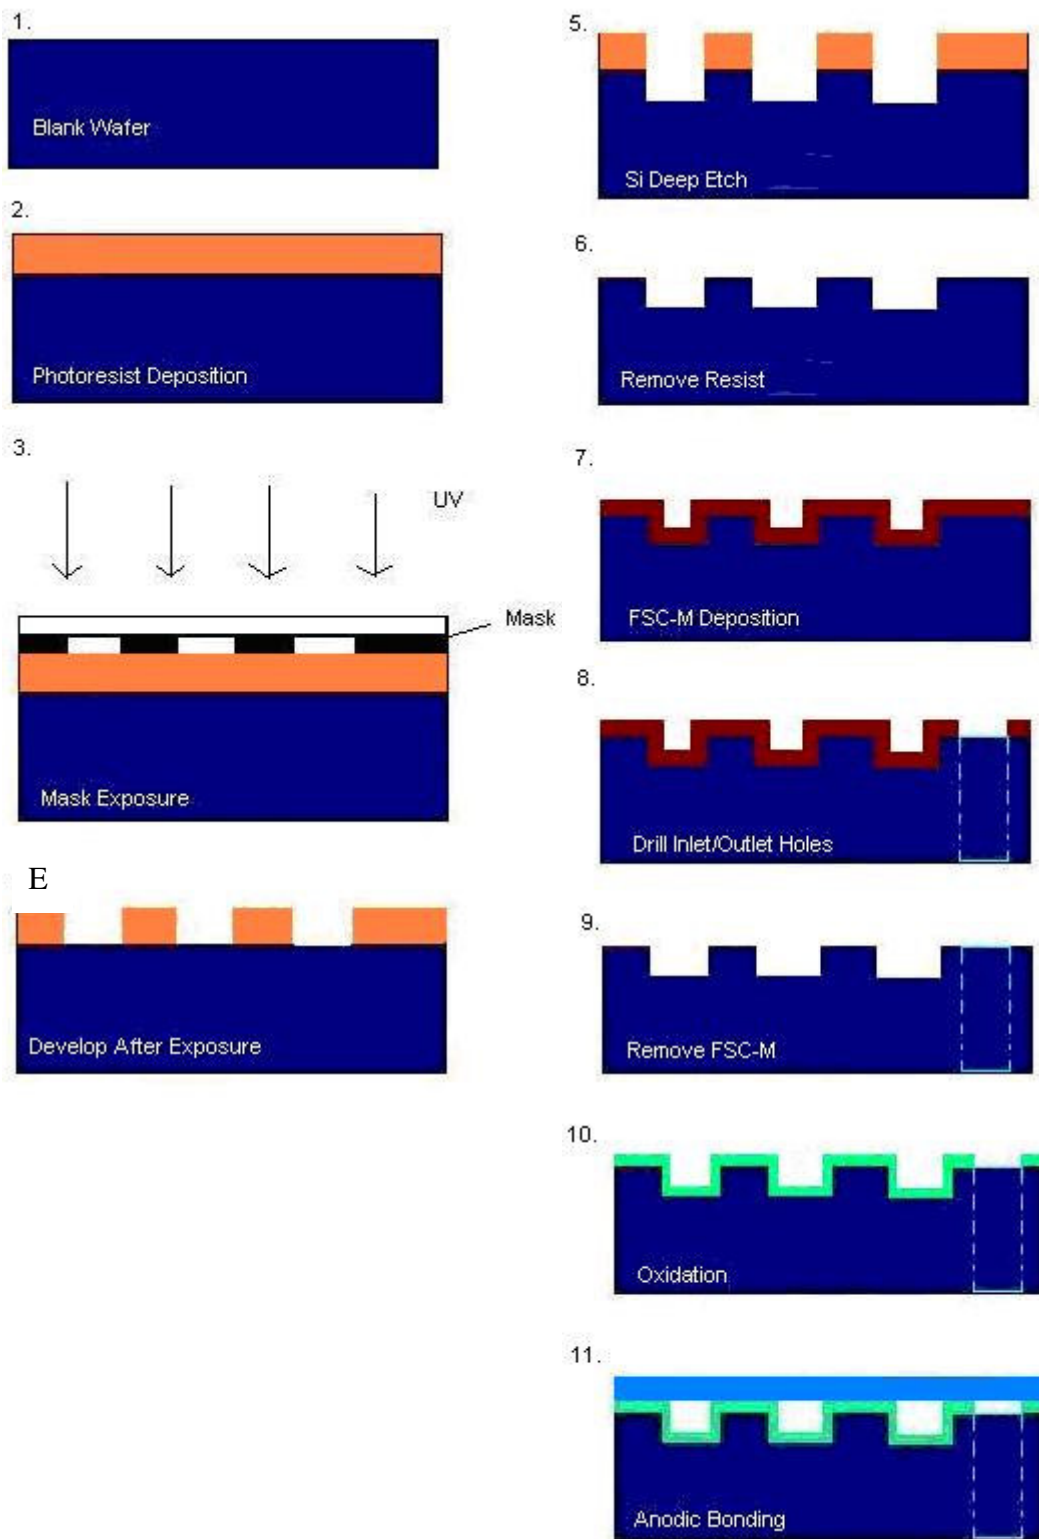 1.
Blank Wafer
2.
Photoresist Deposition
3.
UV
Mask
Mask Exposure
E
Develop After Exposure
5.
Si Deep Etch
6.
Remove Resist
7.
FSC-M Deposition
8.
Drill Inlet/Outlet Holes
9.
Remove FSC-M
10.
Oxidation
11.
Anodic Bonding